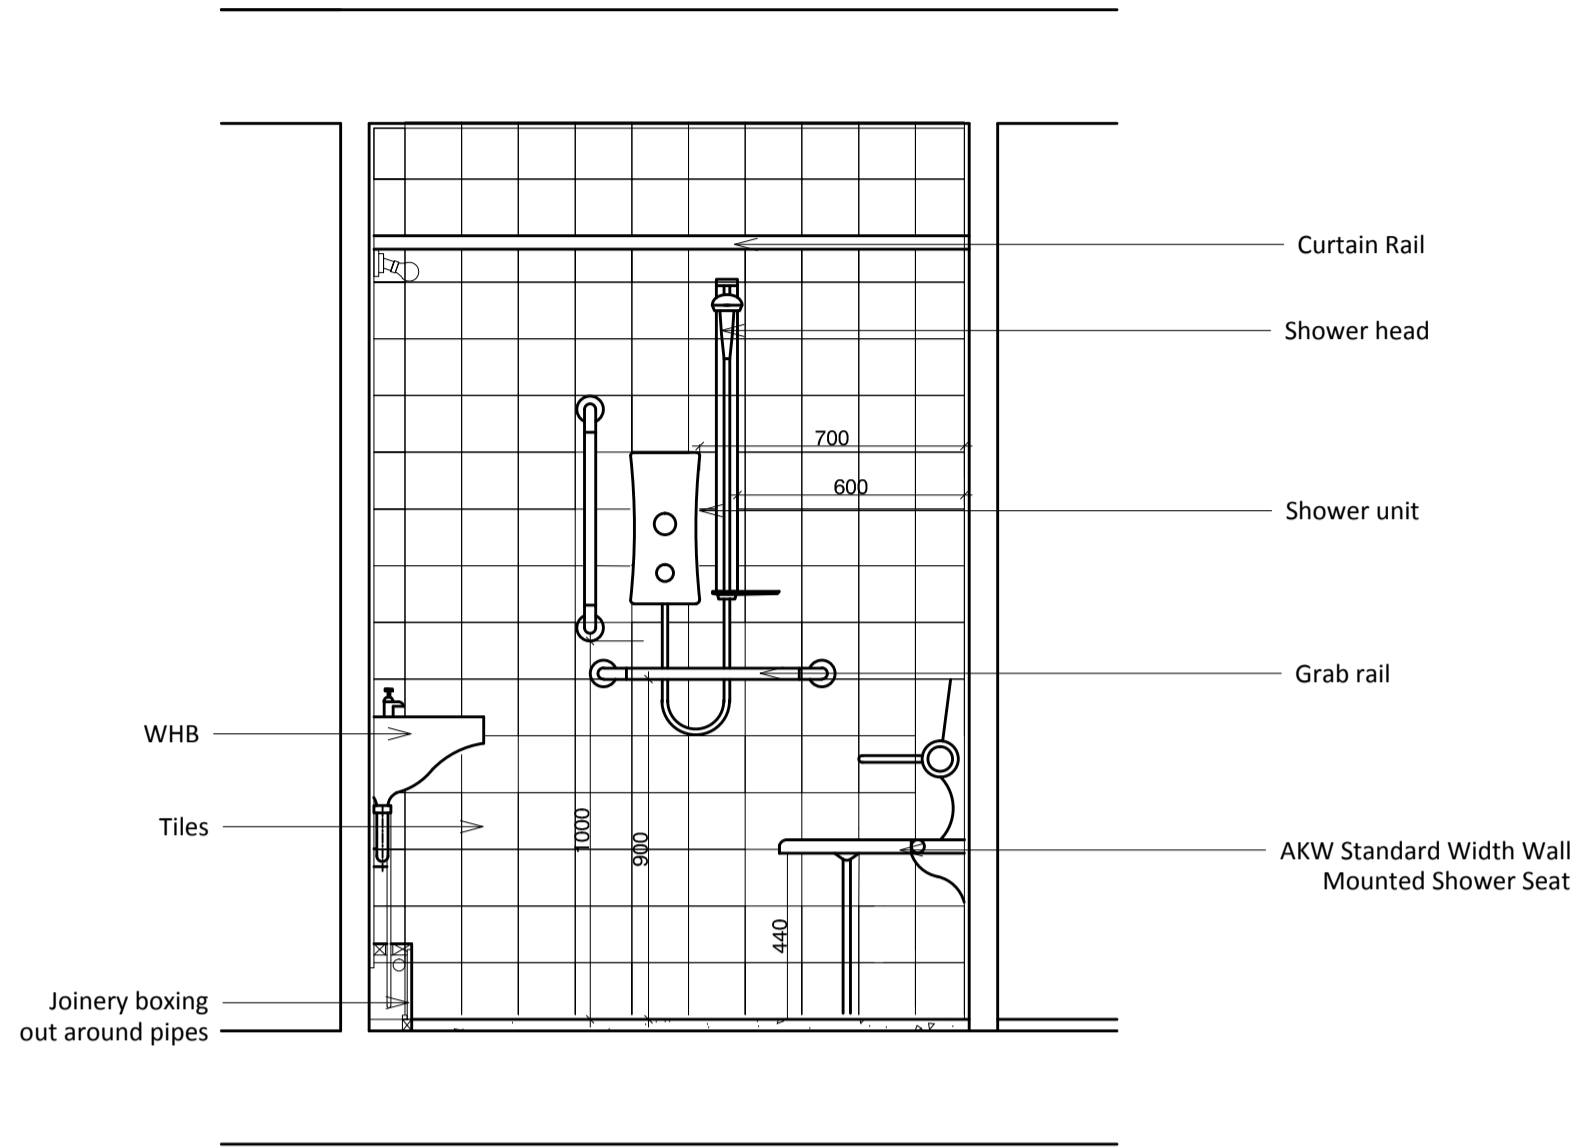 Curtain Rail
Shower head
700
600
Shower unit
Grab rail
WHB
Tiles
1000
900
AKW Standard Width Wall
Mounted Shower Seat
440
Joinery boxing
out around pipes